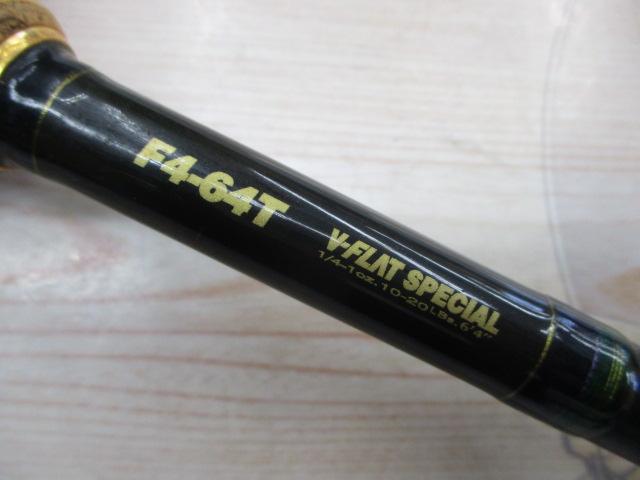 F4-64T
V-FLAT SPECIAL
1/4-1oz. 10-20LBs. 6'4"